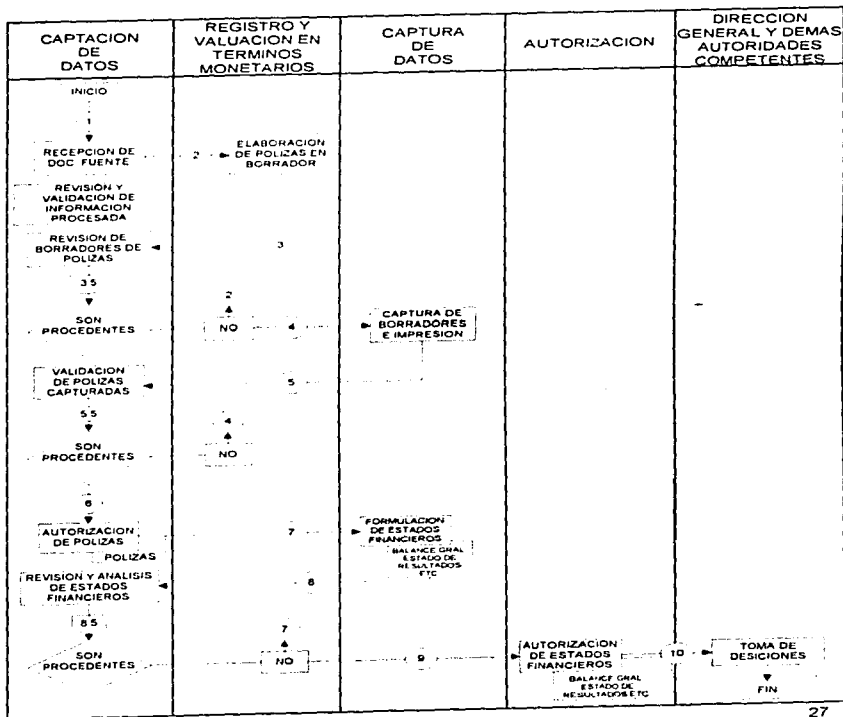 CAPTACION
DE
DATOS
REGISTRO Y
VALUACION EN
TERMINOS
MONETARIOS
CAPTURA
DE
DATOS
AUTORIZACION
DIRECCION
GENERAL Y DEMAS
AUTORIDADES
COMPETENTES
INICIO
1
RECEPCION DE
DOC FUENTE
2
ELABORACION
DE POLIZAS EN
BORRADOR
REVISION Y
VALIDACION DE
INFORMACION
PROCESADA
REVISION DE
BORRADORES DE
POLIZAS
3
3 5
2
SON
PROCEDENTES
NO
4
CAPTURA DE
BORRADORES
E IMPRESION
VALIDACION
DE POLIZAS
CAPTURADAS
5
5 5
4
SON
PROCEDENTES
NO
6
AUTORIZACION
DE POLIZAS
POLIZAS
7
FORMULACION
DE ESTADOS
FINANCIEROS
BALANCE GRAL
ESTADO DE
RESULTADOS
ETC
REVISION Y ANALISIS
DE ESTADOS
FINANCIEROS
8
8 5
7
SON
PROCEDENTES
NO
9
AUTORIZACION
DE ESTADOS
FINANCIEROS
BALANCE GRAL
ESTADO DE
RESULTADOS ETC
10
TOMA DE
DESICIONES
FIN
27